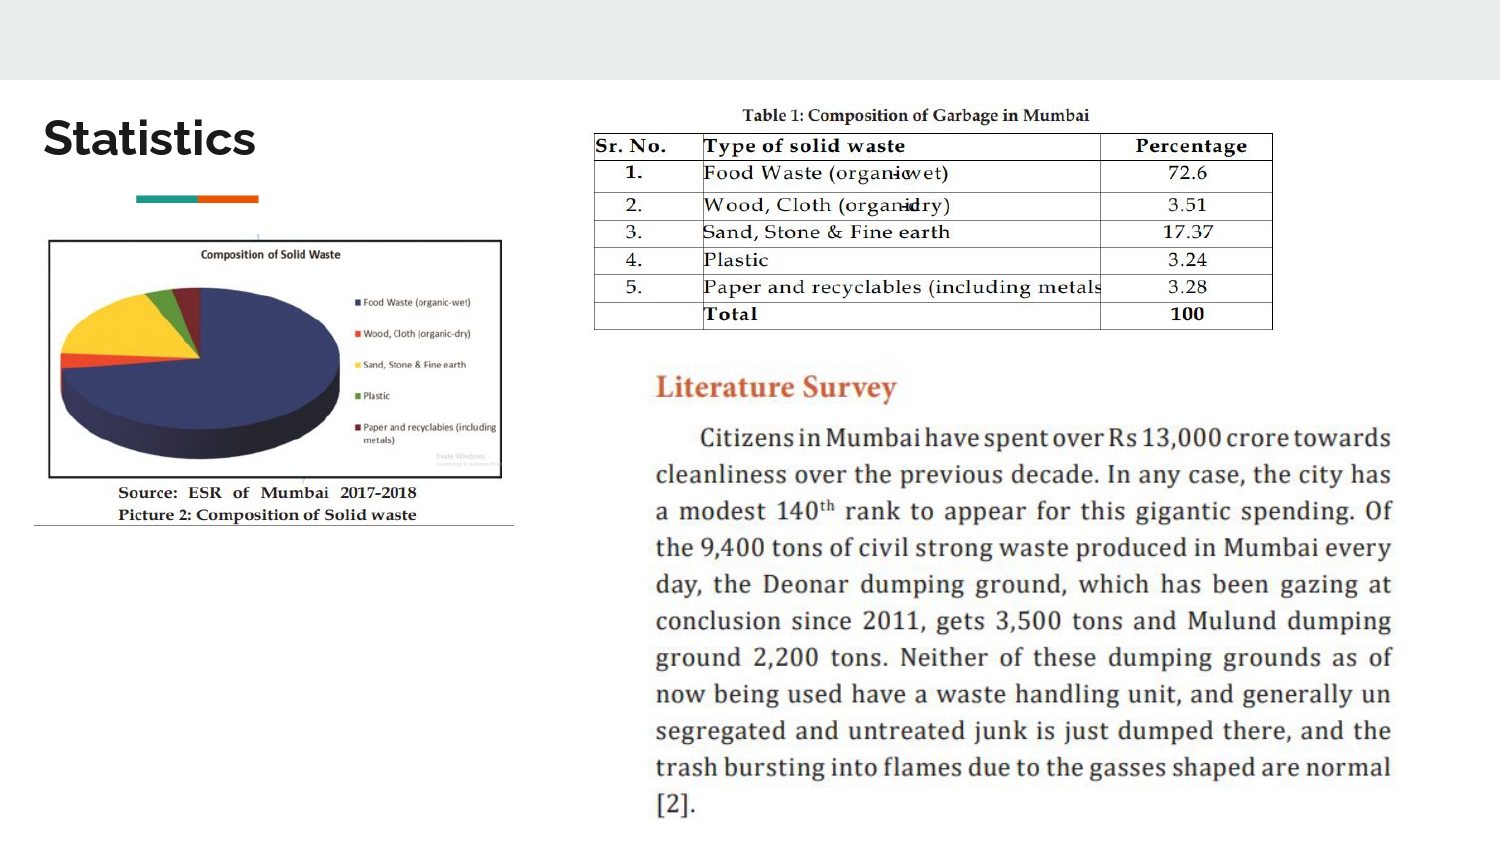 Statistics
Composition of Solid Waste
Food Waste (organic-wet)
Wood, Cloth (organic-dry)
Sand, Stone & Fine earth
Plastic
Paper and recyclables (including
metals)
Source: ESR of Mumbai 2017-2018
Picture 2: Composition of Solid waste
Table 1: Composition of Garbage in Mumbai
Sr. No. Type of solid waste Percentage
1. Food Waste (organic-wet) 72.6
2. Wood, Cloth (organic-dry) 3.51
3. Sand, Stone & Fine earth 17.37
4. Plastic 3.24
5. Paper and recyclables (including metals 3.28
Total 100
Literature Survey
Citizens in Mumbai have spent over Rs 13,000 crore towards
cleanliness over the previous decade. In any case, the city has
a modest 140th rank to appear for this gigantic spending. Of
the 9,400 tons of civil strong waste produced in Mumbai every
day, the Deonar dumping ground, which has been gazing at
conclusion since 2011, gets 3,500 tons and Mulund dumping
ground 2,200 tons. Neither of these dumping grounds as of
now being used have a waste handling unit, and generally un
segregated and untreated junk is just dumped there, and the
trash bursting into flames due to the gasses shaped are normal
[2].